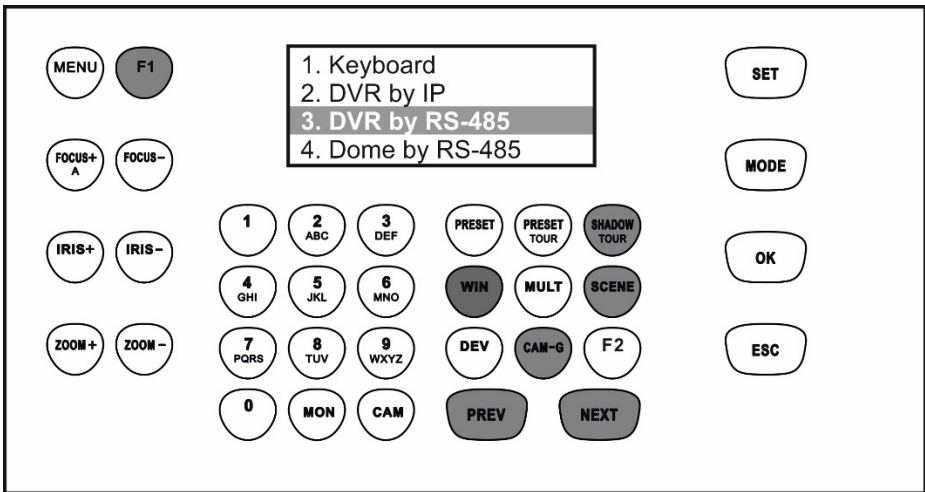 MENU
F1
1. Keyboard
2. DVR by IP
3. DVR by RS-485
4. Dome by RS-485
SET
FOCUS+
A
FOCUS-
MODE
1
2
ABC
3
DEF
PRESET
PRESET
TOUR
SHADOW
TOUR
IRIS+
IRIS-
OK
4
GHI
5
JKL
6
MNO
WIN
MULT
SCENE
ZOOM+
ZOOM-
7
PQRS
8
TUV
9
WXYZ
DEV
CAM-G
F2
ESC
0
MON
CAM
PREV
NEXT